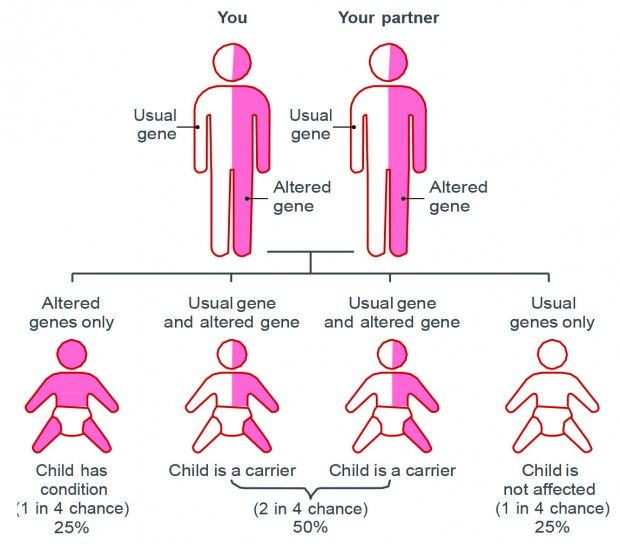 You
Your partner
Usual
gene
Usual
gene
Altered
gene
Altered
gene
Altered
genes only
Usual gene
and altered gene
Usual gene
and altered gene
Usual
genes only
Child has
condition
(1 in 4 chance)
25%
Child is a carrier
Child is a carrier
(2 in 4 chance)
50%
Child is
not affected
(1 in 4 chance)
25%